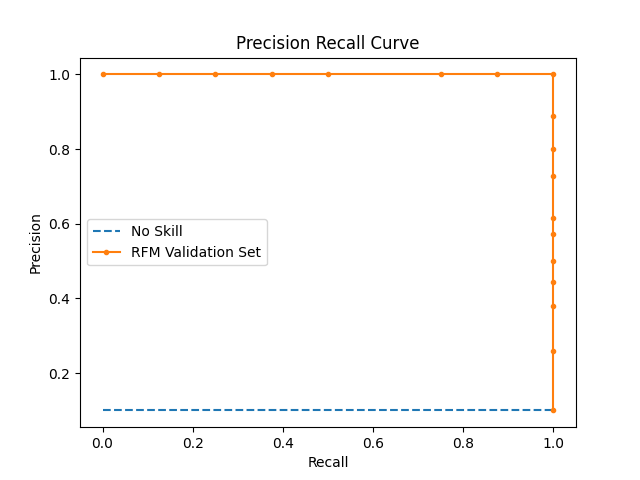 Precision Recall Curve
1.0
0.8
0.6
0.4
0.2
Precision
No Skill
RFM Validation Set
0.0 0.2 0.4 0.6 0.8 1.0
Recall